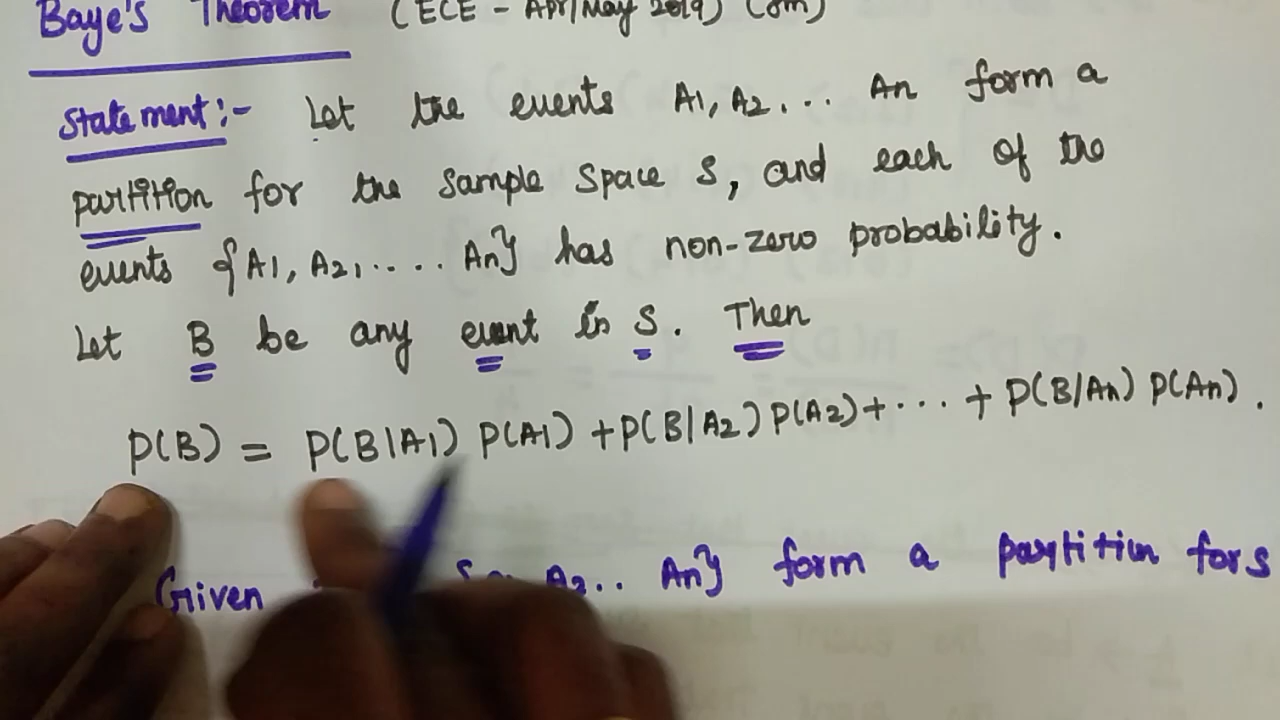 Baye's Theorem (ECE - Apr/May 2019)
Statement:- Let the events A1, A2... An form a
partition for the sample space S, and each of the
events {A1, A2,.... An} has non-zero probability.
Let B be any event in S. Then
P(B) = P(B|A1) P(A1) + P(B|A2) P(A2) + ... + P(B/An) P(An).
Given A2.. An} form a partition for S